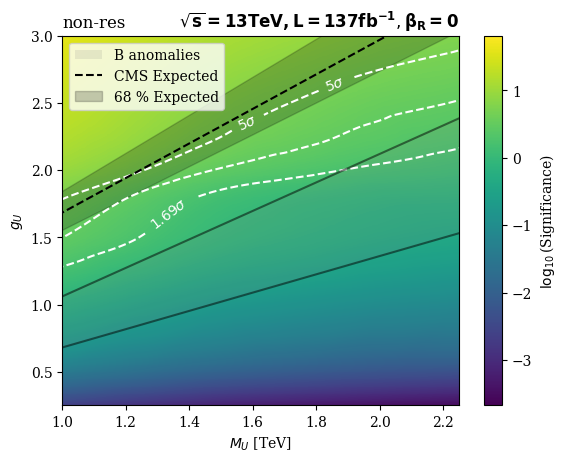 non-res
√s = 13TeV, L = 137fb⁻¹, β_R = 0
B anomalies
CMS Expected
68 % Expected
5σ
5σ
1.69σ
3.0
2.5
2.0
1.5
1.0
0.5
g_U
1.0 1.2 1.4 1.6 1.8 2.0 2.2
M_U [TeV]
1
0
−1
−2
−3
log₁₀(Significance)